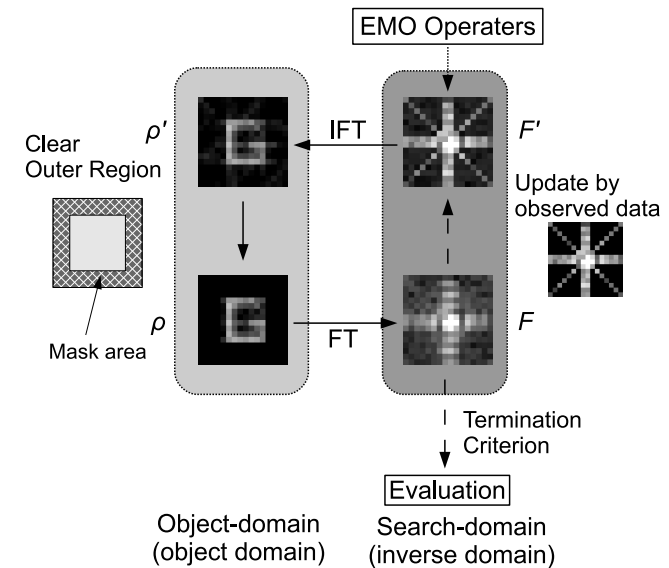 EMO Operaters
ρ'
IFT
F'
Clear
Outer Region
Update by
observed data
G
G
ρ
FT
F
Mask area
Termination
Criterion
Evaluation
Object-domain
(object domain)
Search-domain
(inverse domain)